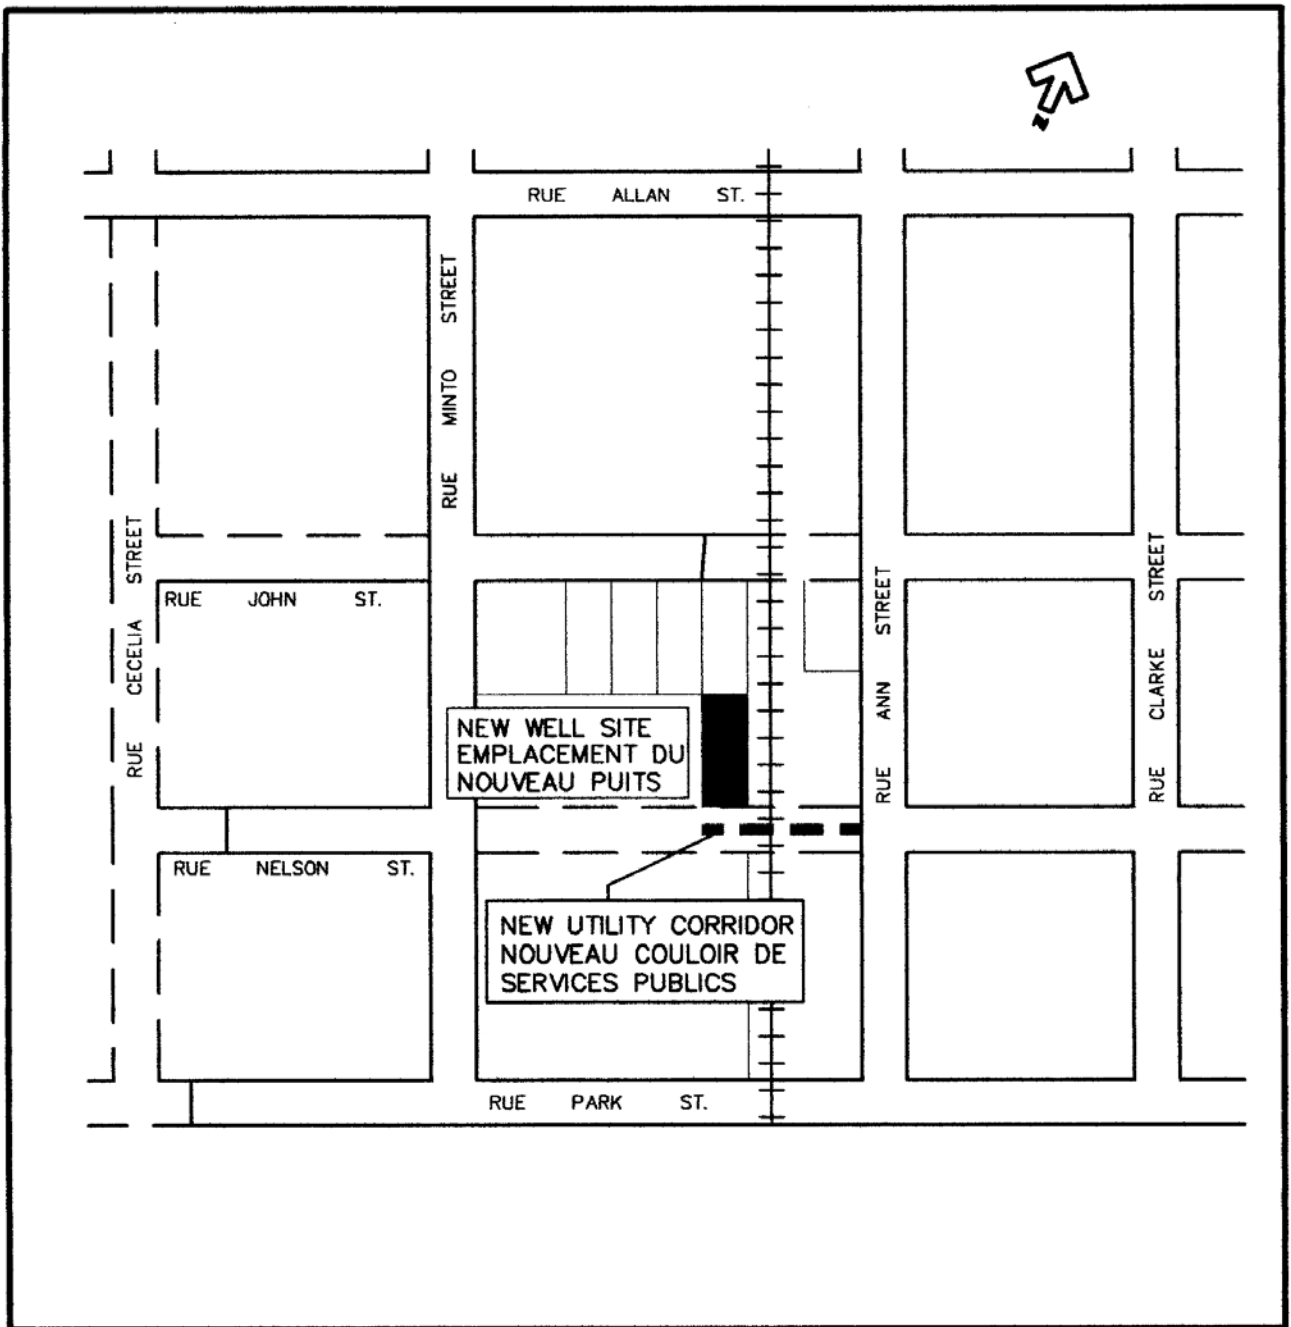 N
RUE ALLAN ST.
RUE MINTO STREET
RUE CECELIA STREET
RUE JOHN ST.
RUE ANN STREET
RUE CLARKE STREET
NEW WELL SITE
EMPLACEMENT DU
NOUVEAU PUITS
RUE NELSON ST.
NEW UTILITY CORRIDOR
NOUVEAU COULOIR DE
SERVICES PUBLICS
RUE PARK ST.